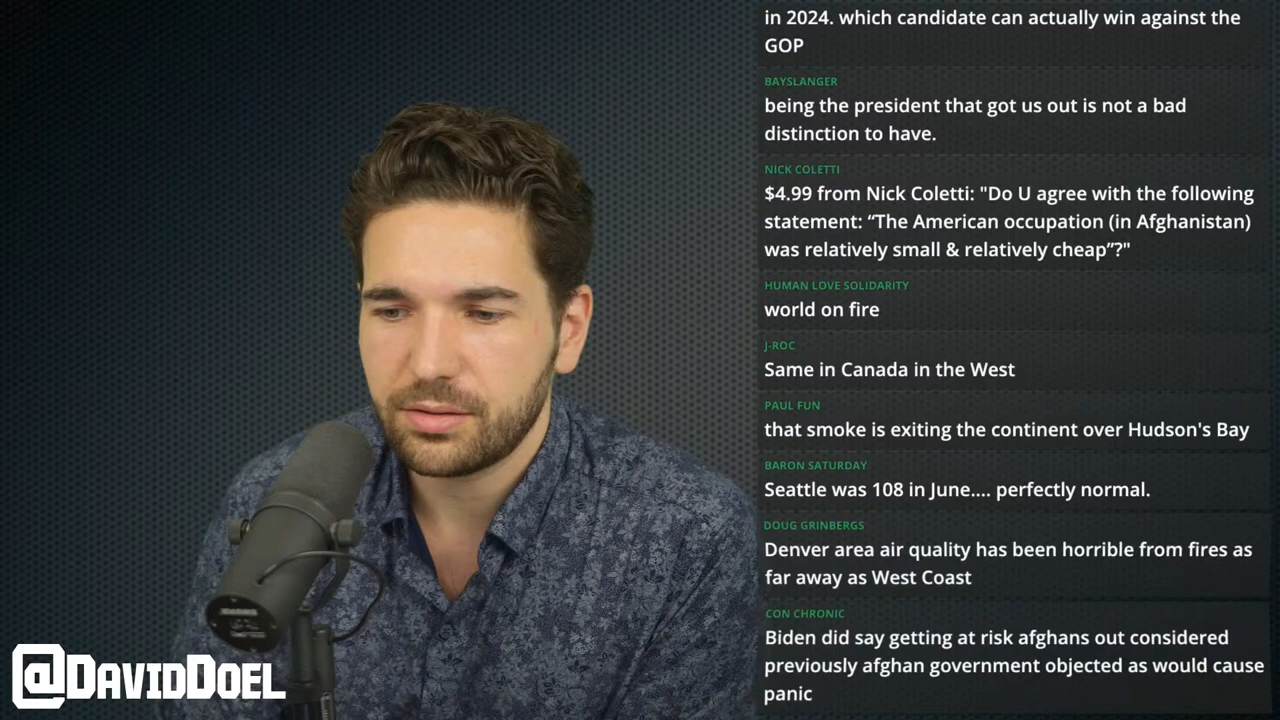 in 2024. which candidate can actually win against the
GOP
BAYSLANGER
being the president that got us out is not a bad
distinction to have.
NICK COLETTI
$4.99 from Nick Coletti: "Do U agree with the following
statement: “The American occupation (in Afghanistan)
was relatively small & relatively cheap”?"
HUMAN LOVE SOLIDARITY
world on fire
J-ROC
Same in Canada in the West
PAUL FUN
that smoke is exiting the continent over Hudson's Bay
BARON SATURDAY
Seattle was 108 in June.... perfectly normal.
DOUG GRINBERGS
Denver area air quality has been horrible from fires as
far away as West Coast
CON CHRONIC
Biden did say getting at risk afghans out considered
previously afghan government objected as would cause
panic
@DAVIDDOEL